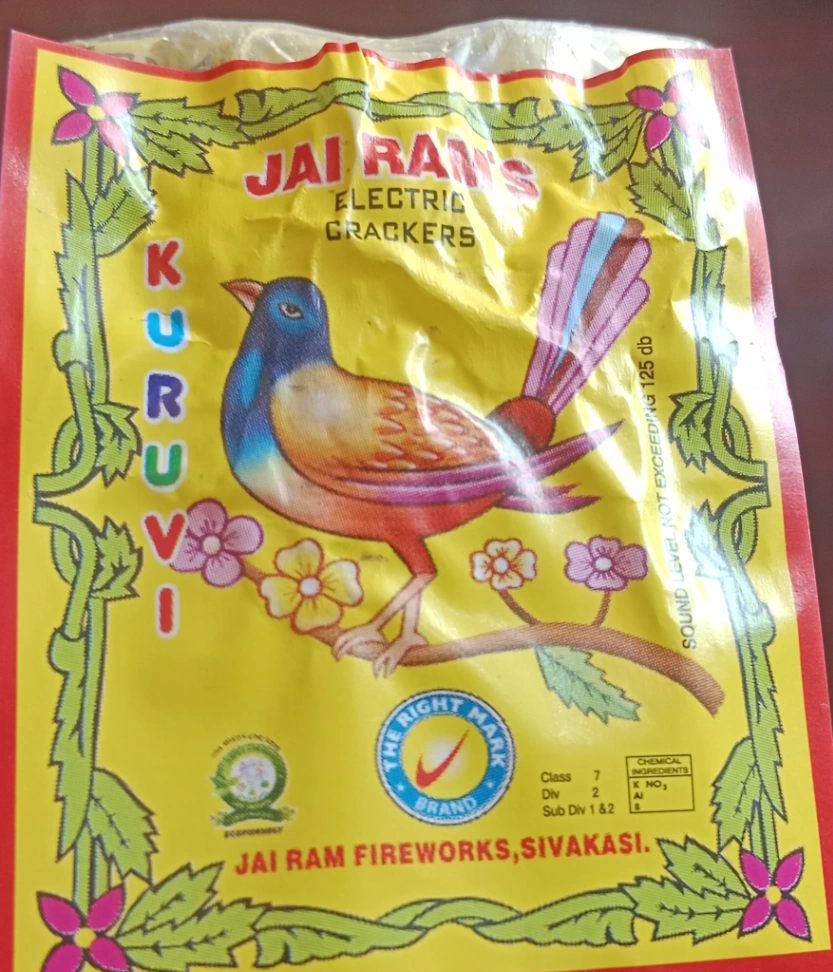 JAI RAM'S
ELECTRIC
CRACKERS
KURUVI
SOUND LEVEL NOT EXCEEDING 125 db
THE RIGHT MARK
BRAND
Class 7
Div 2
Sub Div 1 & 2
CHEMICAL
INGREDIENTS
K NO3
Al
S
JAI RAM FIREWORKS,SIVAKASI.